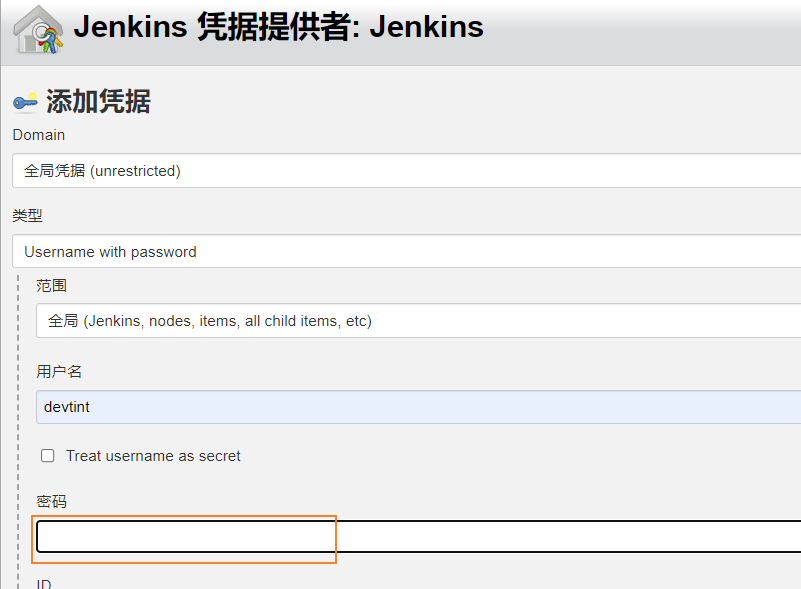 Jenkins 凭据提供者: Jenkins
添加凭据
Domain
全局凭据 (unrestricted)
类型
Username with password
范围
全局 (Jenkins, nodes, items, all child items, etc)
用户名
devtint
Treat username as secret
密码
ID